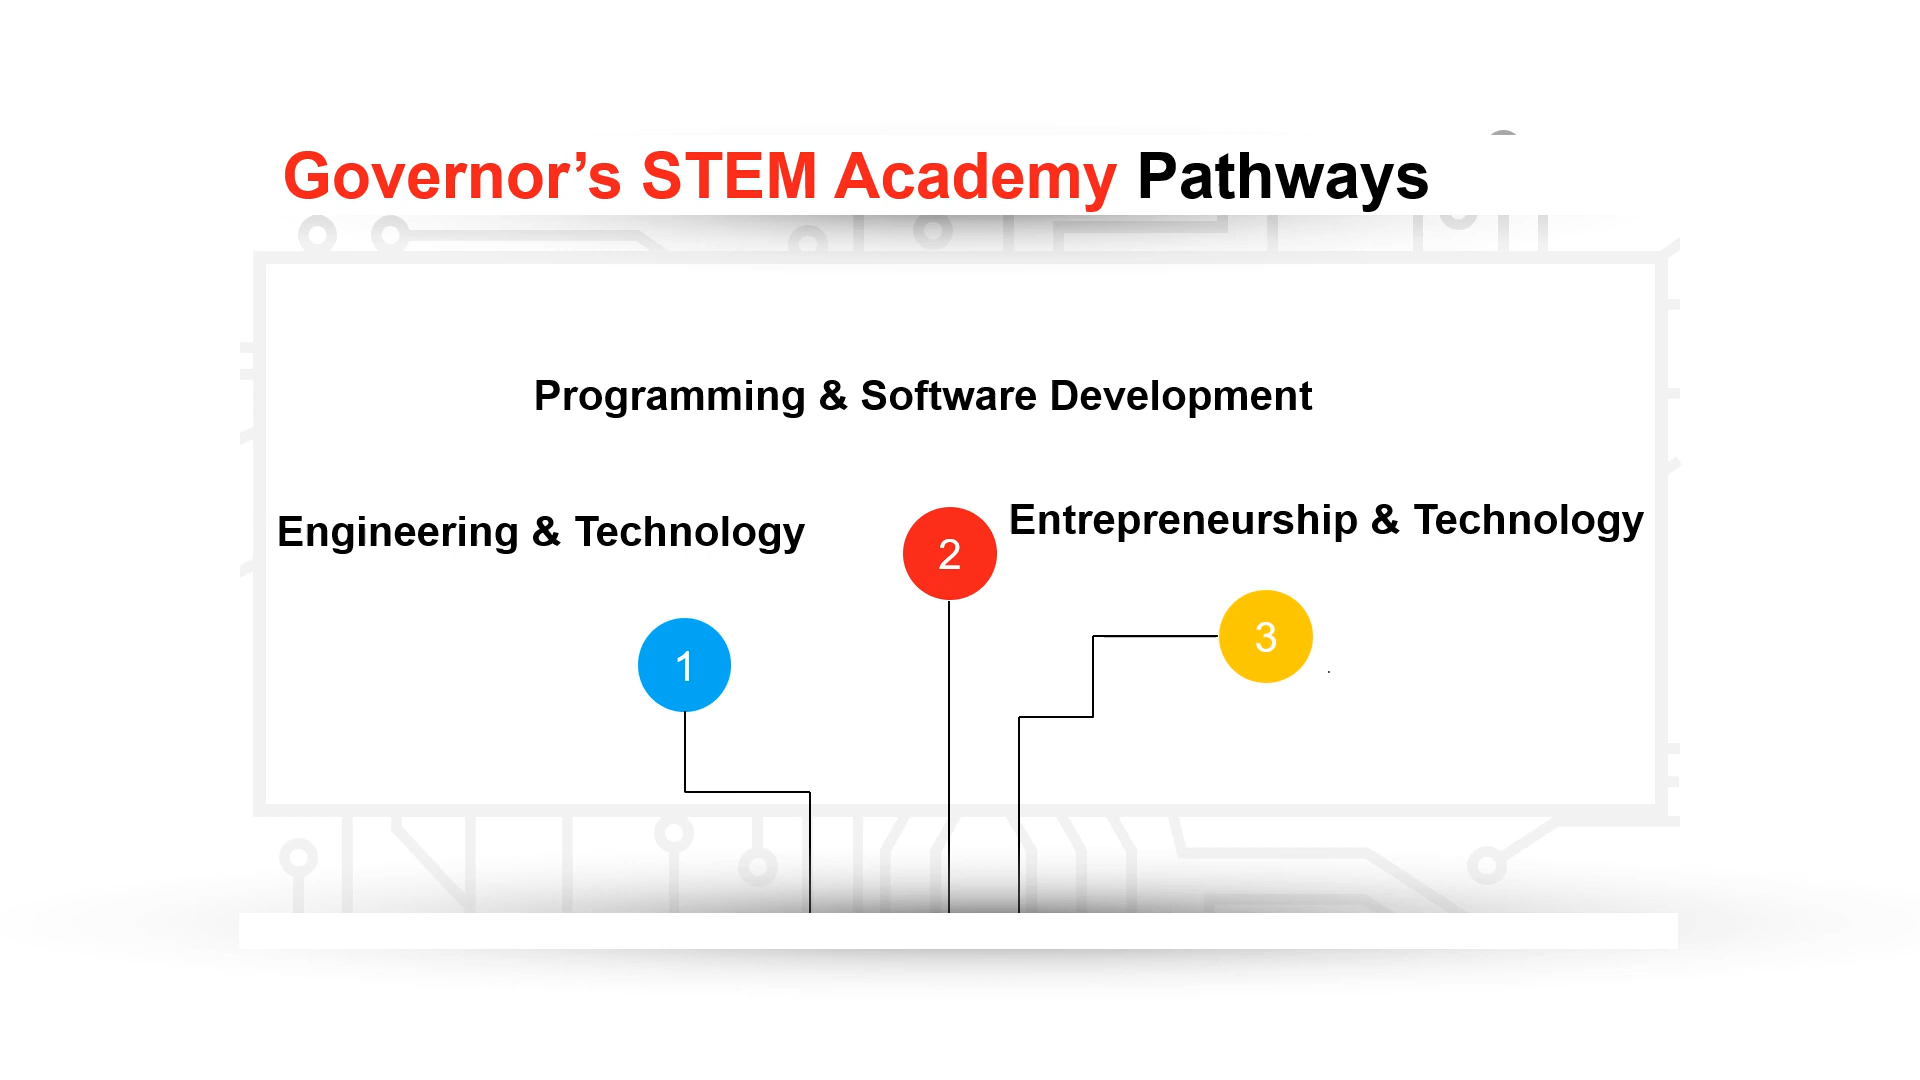 Governor’s STEM Academy Pathways
Programming & Software Development
Engineering & Technology
Entrepreneurship & Technology
1
2
3
.